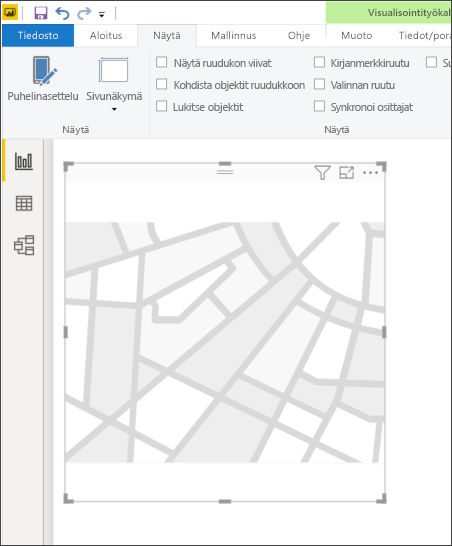 Visualisointityökal
Tiedosto Aloitus Näytä Mallinnus Ohje Muoto Tiedot/pora
Näytä ruudukon viivat Kirjanmerkkiruutu Su
Puhelinasettelu Sivunäkymä Kohdista objektit ruudukkoon Valinnan ruutu
Lukitse objektit Synkronoi osittajat
Näytä Näytä